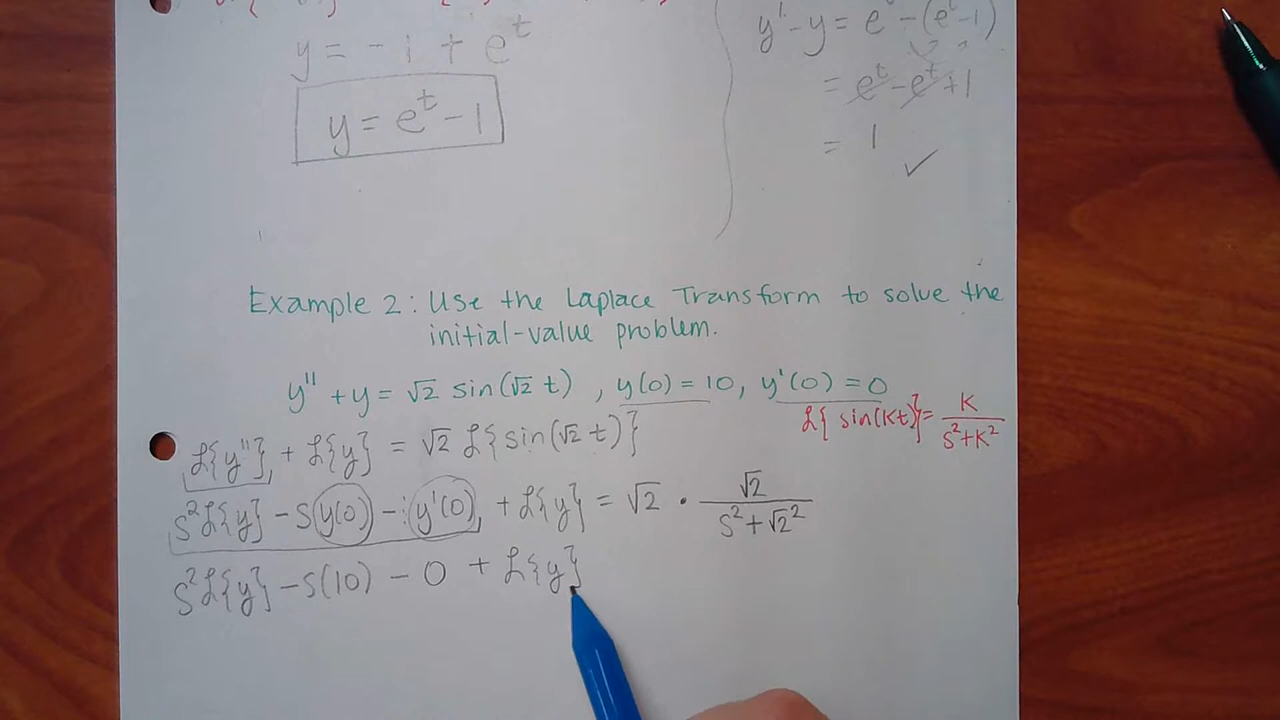 y = -1 + e^t
y = e^t - 1
y' - y = e^t - (e^t - 1)
= e^t - e^t + 1
= 1 ✓
Example 2: Use the Laplace Transform to solve the
initial-value problem.
y'' + y = √2 sin(√2 t) , y(0) = 10, y'(0) = 0
ℒ{sin(kt)} = k/(s²+k²)
ℒ{y''} + ℒ{y} = √2 ℒ{sin(√2 t)}
s²ℒ{y} - s y(0) - y'(0) + ℒ{y} = √2 · √2/(s²+√2²)
s²ℒ{y} - s(10) - 0 + ℒ{y}